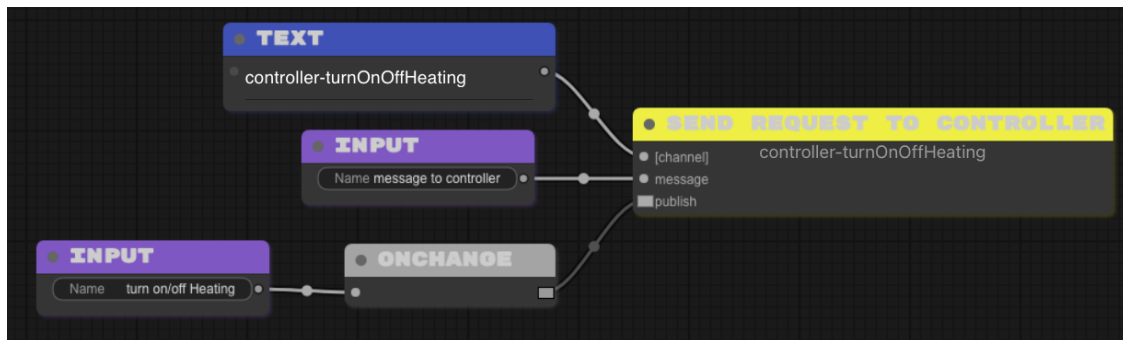 TEXT
controller-turnOnOffHeating
INPUT
Name message to controller
INPUT
Name turn on/off Heating
ONCHANGE
SEND REQUEST TO CONTROLLER
[channel] controller-turnOnOffHeating
message
publish